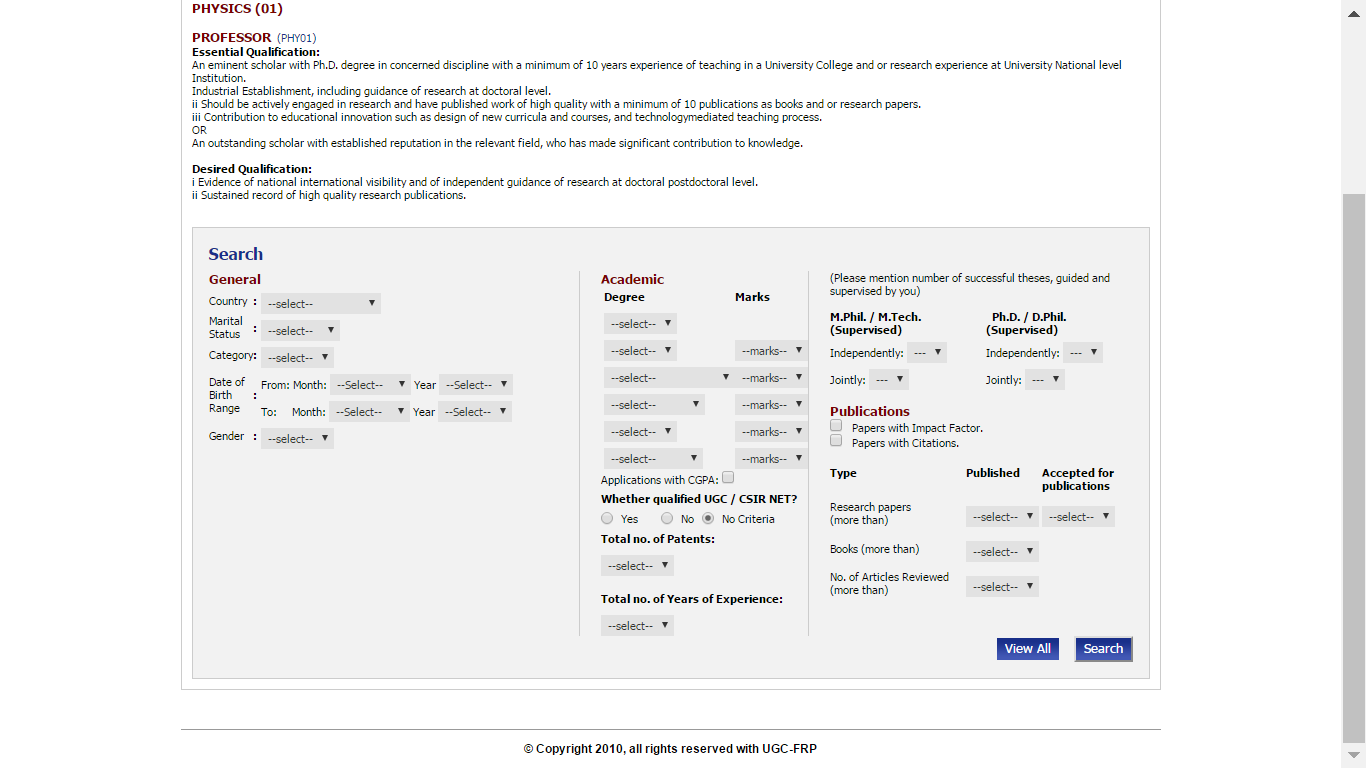 PHYSICS (01)
PROFESSOR (PHY01)
Essential Qualification:
An eminent scholar with Ph.D. degree in concerned discipline with a minimum of 10 years experience of teaching in a University College and or research experience at University National level
Institution.
Industrial Establishment, including guidance of research at doctoral level.
ii Should be actively engaged in research and have published work of high quality with a minimum of 10 publications as books and or research papers.
iii Contribution to educational innovation such as design of new curricula and courses, and technologymediated teaching process.
OR
An outstanding scholar with established reputation in the relevant field, who has made significant contribution to knowledge.
Desired Qualification:
i Evidence of national international visibility and of independent guidance of research at doctoral postdoctoral level.
ii Sustained record of high quality research publications.
Search
General
Country : --select--
Marital
Status : --select--
Category: --select--
Date of
Birth :
Range
From: Month: --Select-- Year --Select--
To: Month: --Select-- Year --Select--
Gender : --select--
Academic
Degree Marks
--select--
--select-- --marks--
--select-- --marks--
--select-- --marks--
--select-- --marks--
--select-- --marks--
Applications with CGPA:
Whether qualified UGC / CSIR NET?
Yes No No Criteria
Total no. of Patents:
--select--
Total no. of Years of Experience:
--select--
(Please mention number of successful theses, guided and
supervised by you)
M.Phil. / M.Tech. Ph.D. / D.Phil.
(Supervised) (Supervised)
Independently: --- Independently: ---
Jointly: --- Jointly: ---
Publications
Papers with Impact Factor.
Papers with Citations.
Type Published Accepted for
publications
Research papers
(more than) --select-- --select--
Books (more than) --select--
No. of Articles Reviewed
(more than) --select--
View All Search
© Copyright 2010, all rights reserved with UGC-FRP